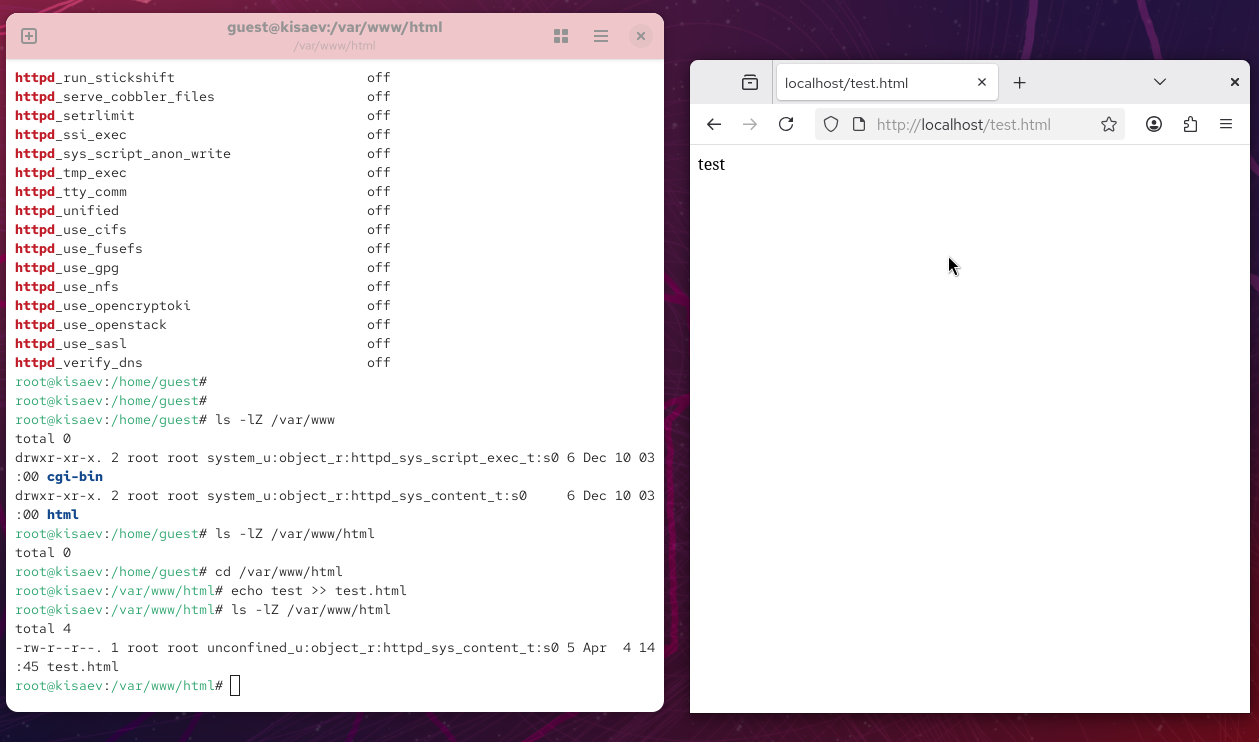 guest@kisaev:/var/www/html
/var/www/html
httpd_run_stickshift off
httpd_serve_cobbler_files off
httpd_setrlimit off
httpd_ssi_exec off
httpd_sys_script_anon_write off
httpd_tmp_exec off
httpd_tty_comm off
httpd_unified off
httpd_use_cifs off
httpd_use_fusefs off
httpd_use_gpg off
httpd_use_nfs off
httpd_use_opencryptoki off
httpd_use_openstack off
httpd_use_sasl off
httpd_verify_dns off
root@kisaev:/home/guest#
root@kisaev:/home/guest#
root@kisaev:/home/guest# ls -lZ /var/www
total 0
drwxr-xr-x. 2 root root system_u:object_r:httpd_sys_script_exec_t:s0 6 Dec 10 03
:00 cgi-bin
drwxr-xr-x. 2 root root system_u:object_r:httpd_sys_content_t:s0 6 Dec 10 03
:00 html
root@kisaev:/home/guest# ls -lZ /var/www/html
total 0
root@kisaev:/home/guest# cd /var/www/html
root@kisaev:/var/www/html# echo test >> test.html
root@kisaev:/var/www/html# ls -lZ /var/www/html
total 4
-rw-r--r--. 1 root root unconfined_u:object_r:httpd_sys_content_t:s0 5 Apr 4 14
:45 test.html
root@kisaev:/var/www/html#
localhost/test.html
http://localhost/test.html
test